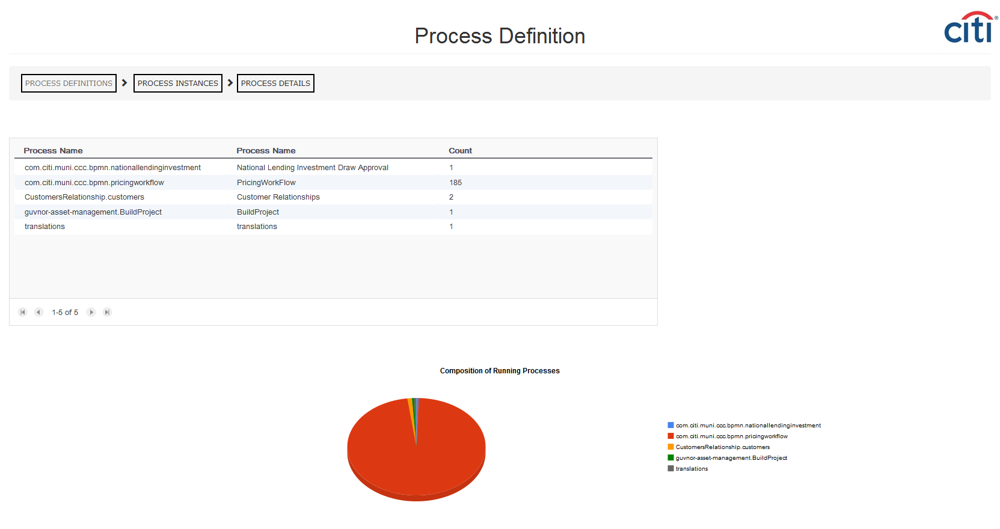 citi®
Process Definition
PROCESS DEFINITIONS PROCESS INSTANCES PROCESS DETAILS
Process Name Process Name Count
com.citi.muni.ccc.bpmn.nationallendinginvestment National Lending Investment Draw Approval 1
com.citi.muni.ccc.bpmn.pricingworkflow PricingWorkFlow 185
CustomersRelationship.customers Customer Relationships 2
guvnor-asset-management.BuildProject BuildProject 1
translations translations 1
1-5 of 5
Composition of Running Processes
com.citi.muni.ccc.bpmn.nationallendinginvestment
com.citi.muni.ccc.bpmn.pricingworkflow
CustomersRelationship.customers
guvnor-asset-management.BuildProject
translations